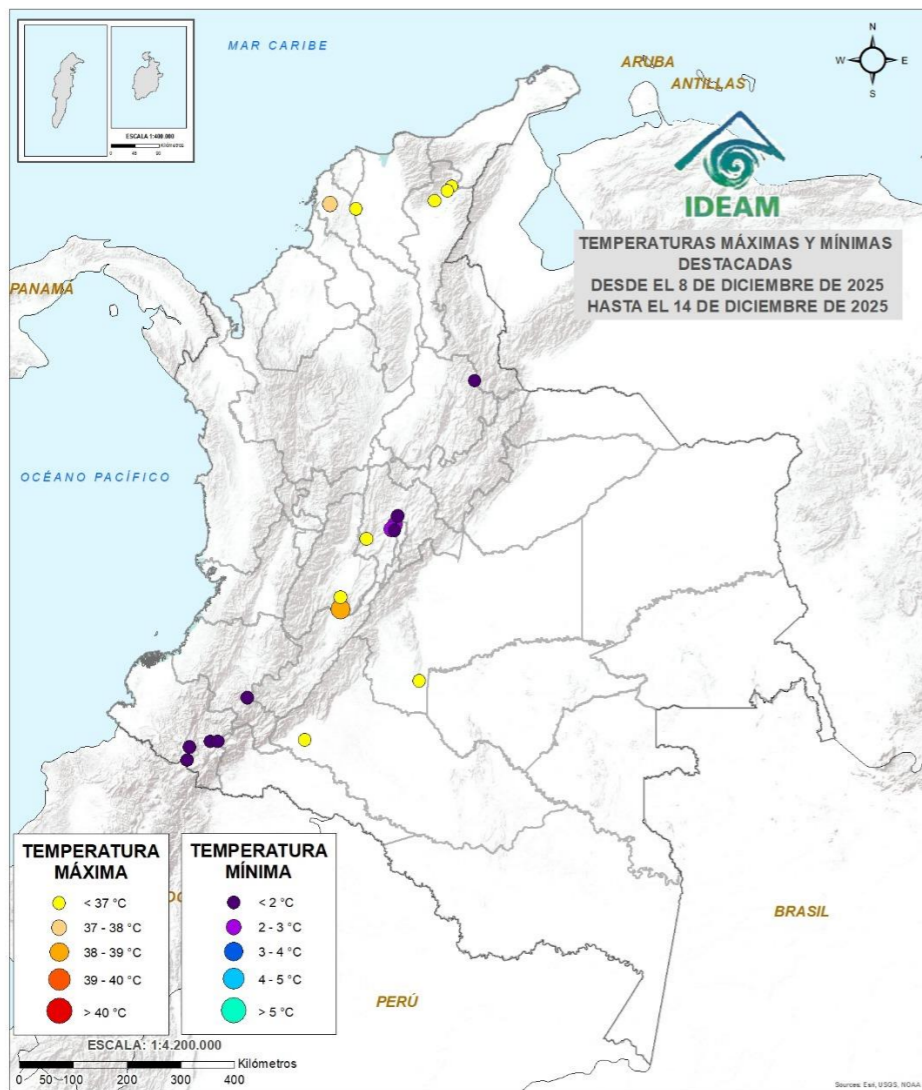 MAR CARIBE
N
W
E
S
ARUBA
ANTILLAS
ESCALA 1:400.000
IDEAM
TEMPERATURAS MÁXIMAS Y MÍNIMAS
DESTACADAS
DESDE EL 8 DE DICIEMBRE DE 2025
HASTA EL 14 DE DICIEMBRE DE 2025
PANAMÁ
OCÉANO PACÍFICO
BRASIL
PERÚ
TEMPERATURA
MÁXIMA
< 37 °C
37 - 38 °C
38 - 39 °C
39 - 40 °C
> 40 °C
TEMPERATURA
MÍNIMA
< 2 °C
2 - 3 °C
3 - 4 °C
4 - 5 °C
> 5 °C
ESCALA: 1:4.200.000
Kilómetros
0 50 100 200 300 400
Sources: Esri, USGS, NOAA